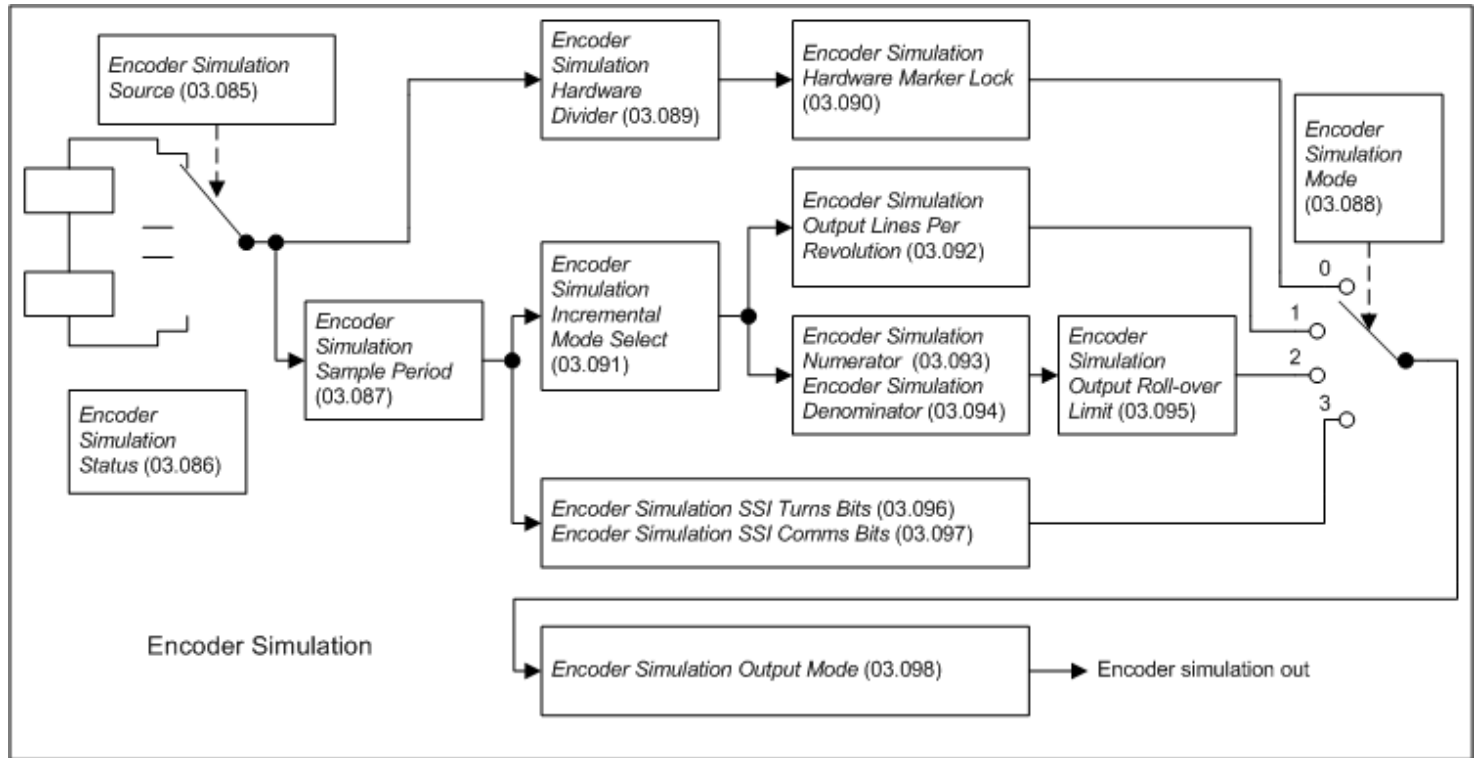 Encoder Simulation
Source (03.085)
Encoder
Simulation
Hardware
Divider (03.089)
Encoder Simulation
Hardware Marker Lock
(03.090)
Encoder
Simulation
Mode
(03.088)
Encoder Simulation
Output Lines Per
Revolution (03.092)
Encoder
Simulation
Incremental
Mode Select
(03.091)
Encoder
Simulation
Sample Period
(03.087)
Encoder Simulation
Numerator (03.093)
Encoder Simulation
Denominator (03.094)
Encoder
Simulation
Output Roll-over
Limit (03.095)
0
1
2
3
Encoder
Simulation
Status (03.086)
Encoder Simulation SSI Turns Bits (03.096)
Encoder Simulation SSI Comms Bits (03.097)
Encoder Simulation
Encoder Simulation Output Mode (03.098)
Encoder simulation out